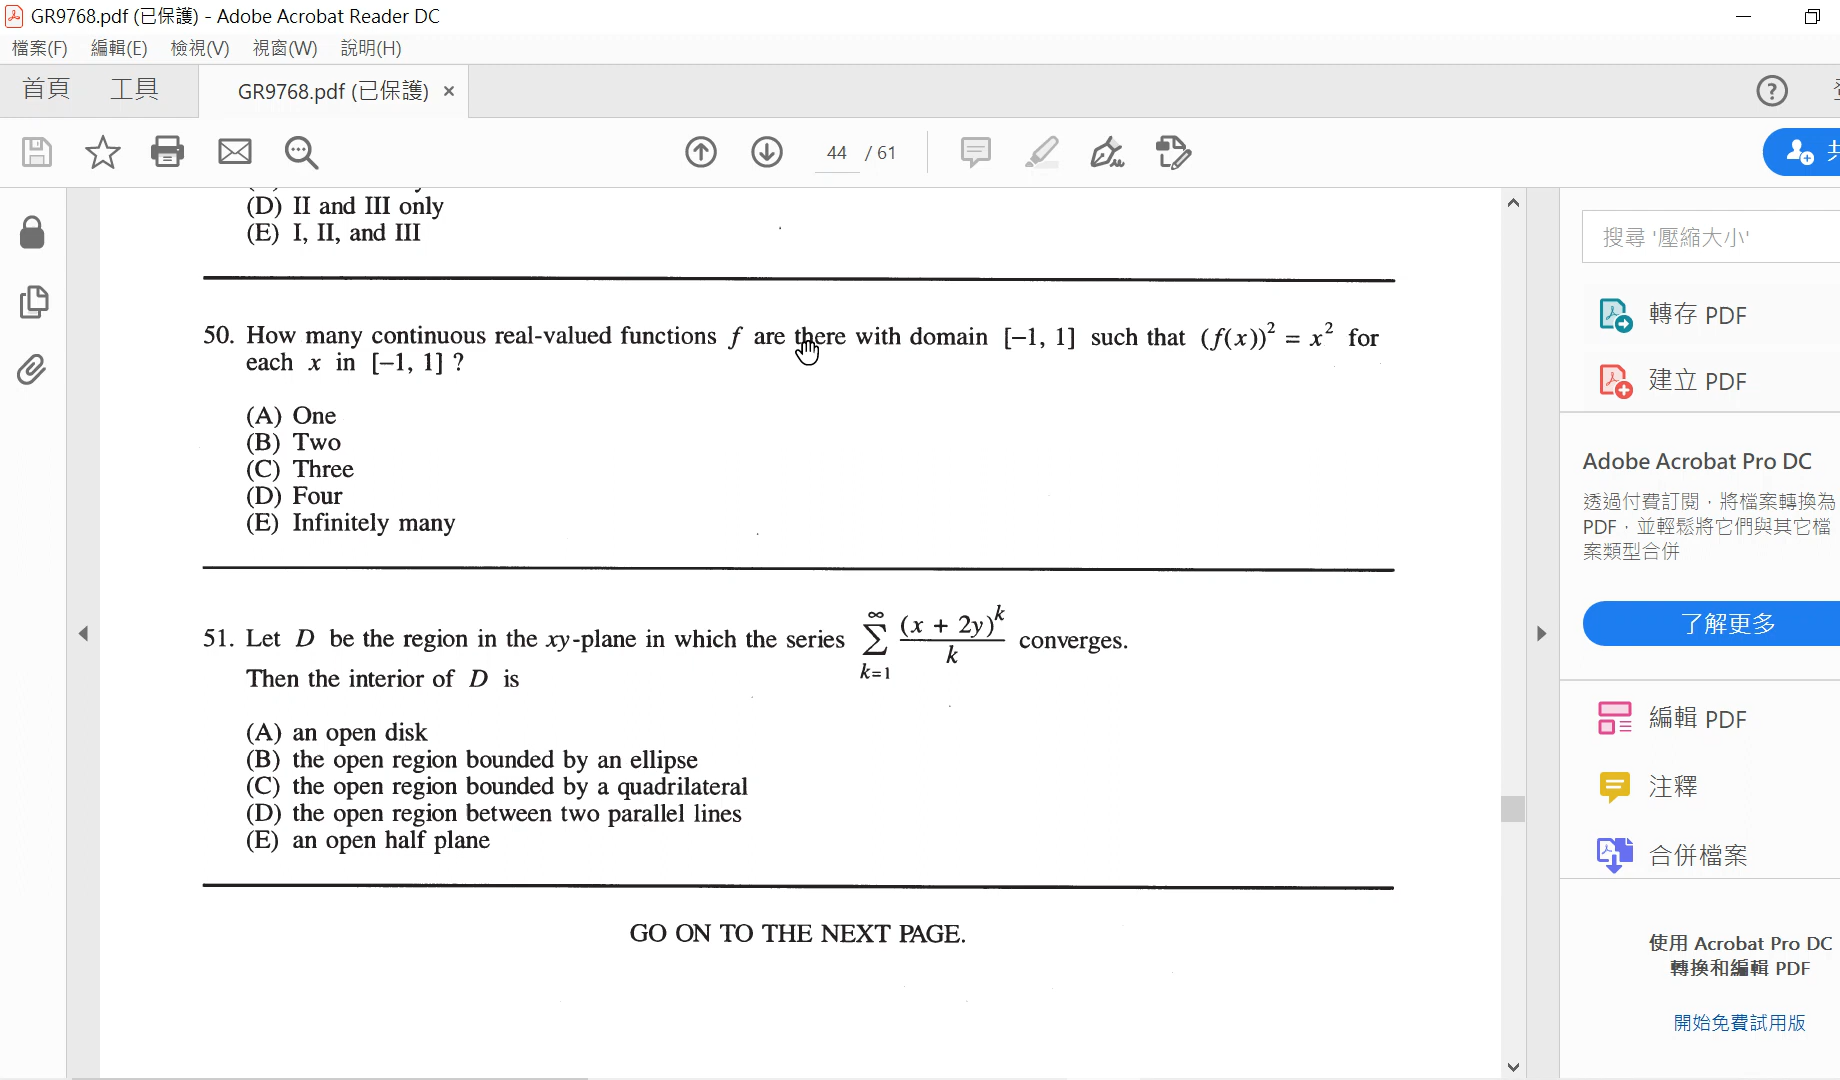 GR9768.pdf (已保護) - Adobe Acrobat Reader DC
檔案(F) 編輯(E) 檢視(V) 視窗(W) 說明(H)
首頁 工具 GR9768.pdf (已保護) ×
44 / 61
(D) II and III only
(E) I, II, and III
50. How many continuous real-valued functions f are there with domain [−1, 1] such that (f(x))² = x² for
each x in [−1, 1] ?
(A) One
(B) Two
(C) Three
(D) Four
(E) Infinitely many
51. Let D be the region in the xy-plane in which the series ∑_{k=1}^{∞} (x + 2y)^k / k converges.
Then the interior of D is
(A) an open disk
(B) the open region bounded by an ellipse
(C) the open region bounded by a quadrilateral
(D) the open region between two parallel lines
(E) an open half plane
GO ON TO THE NEXT PAGE.
搜尋 '壓縮大小'
轉存 PDF
建立 PDF
Adobe Acrobat Pro DC
透過付費訂閱，將檔案轉換為
PDF，並輕鬆將它們與其它檔
案類型合併
了解更多
編輯 PDF
注釋
合併檔案
使用 Acrobat Pro DC
轉換和編輯 PDF
開始免費試用版